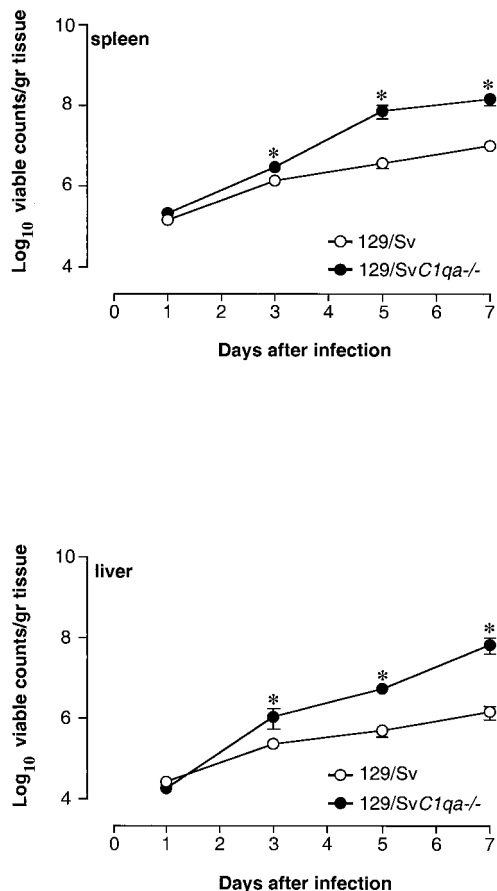 spleen
Log10 viable counts/gr tissue
10
8
6
4
*
*
*
129/Sv
129/SvC1qa-/-
0 1 2 3 4 5 6 7
Days after infection
liver
Log10 viable counts/gr tissue
10
8
6
4
*
*
*
129/Sv
129/SvC1qa-/-
0 1 2 3 4 5 6 7
Days after infection